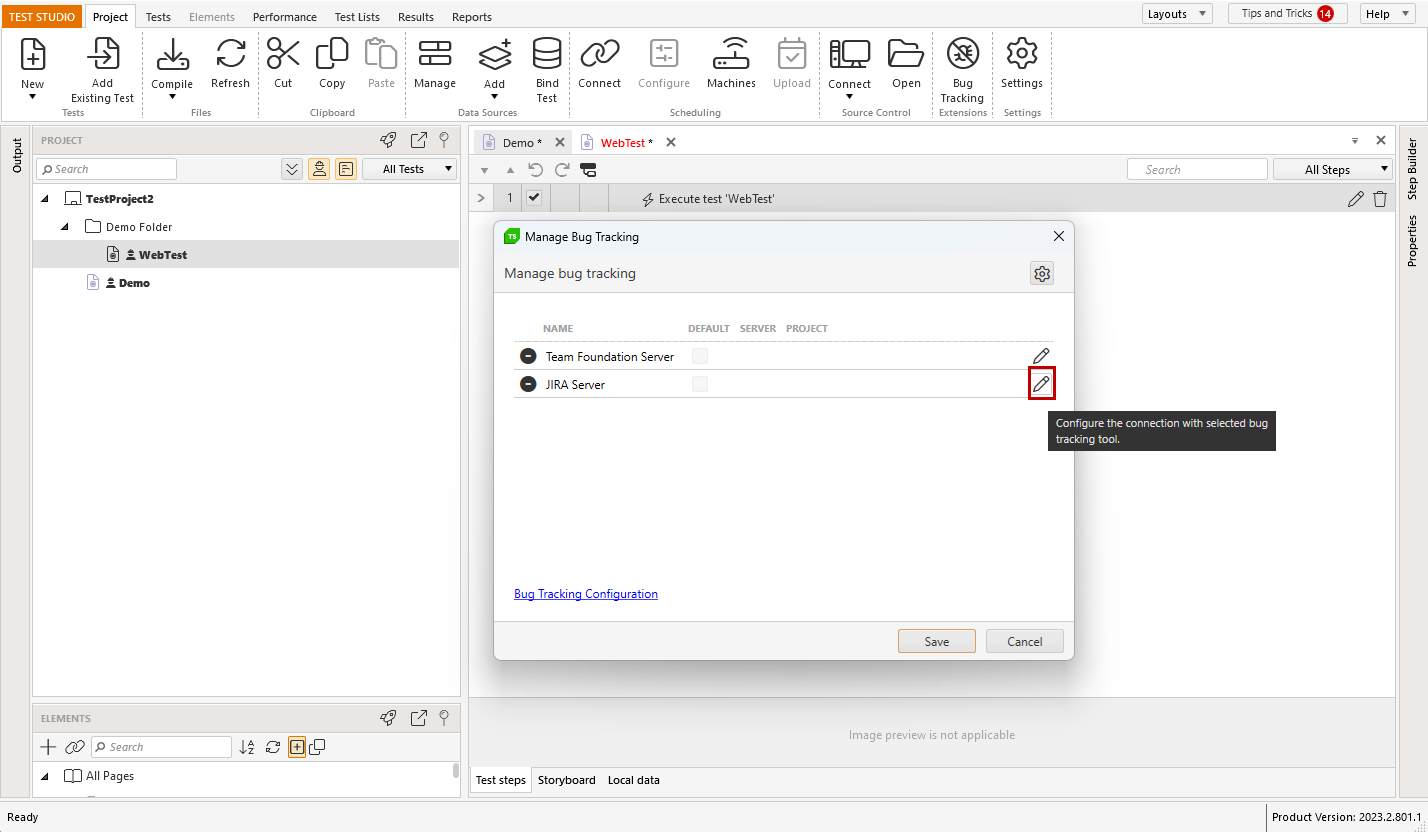 TEST STUDIO
Project
Tests
Elements
Performance
Test Lists
Results
Reports
Layouts
Tips and Tricks 14
Help
New
Add
Existing Test
Compile
Refresh
Cut
Copy
Paste
Manage
Add
Bind
Test
Connect
Configure
Machines
Upload
Connect
Open
Bug
Tracking
Settings
Tests
Files
Clipboard
Data Sources
Scheduling
Source Control
Extensions
Settings
Output
PROJECT
Search
All Tests
TestProject2
Demo Folder
WebTest
Demo
Demo *
WebTest *
Search
All Steps
1
Execute test 'WebTest'
Step Builder
Properties
TS
Manage Bug Tracking
Manage bug tracking
NAME DEFAULT SERVER PROJECT
Team Foundation Server
JIRA Server
Configure the connection with selected bug
tracking tool.
Bug Tracking Configuration
Save
Cancel
ELEMENTS
Search
All Pages
Image preview is not applicable
Test steps
Storyboard
Local data
Ready
Product Version: 2023.2.801.1